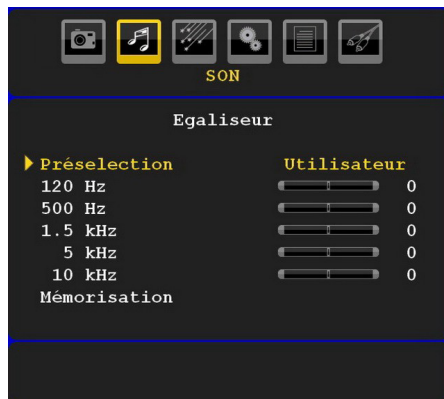 SON
Egaliseur
Préselection Utilisateur
120 Hz 0
500 Hz 0
1.5 kHz 0
5 kHz 0
10 kHz 0
Mémorisation